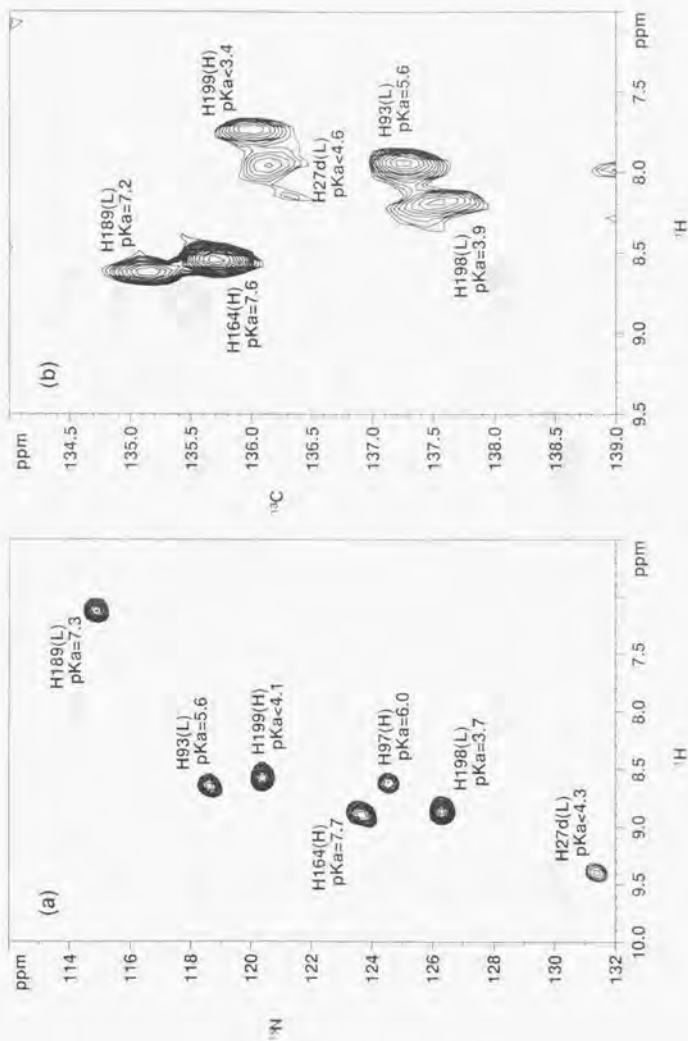 (a)
ppm
114
116
118
120
122
124
126
128
130
132
¹⁵N
H189(L)
pKa=7.3
H93(L)
pKa=5.6
H199(H)
pKa<4.1
H164(H)
pKa=7.7
H97(H)
pKa=6.0
H198(L)
pKa=3.7
H27d(L)
pKa<4.3
10.0
9.5
9.0
8.5
8.0
7.5
ppm
¹H
(b)
ppm
134.5
135.0
135.5
136.0
136.5
137.0
137.5
138.0
138.5
139.0
¹³C
H189(L)
pKa=7.2
H164(H)
pKa=7.6
H199(H)
pKa<3.4
H27d(L)
pKa<4.6
H93(L)
pKa=5.6
H198(L)
pKa=3.9
9.5
9.0
8.5
8.0
7.5
ppm
¹H